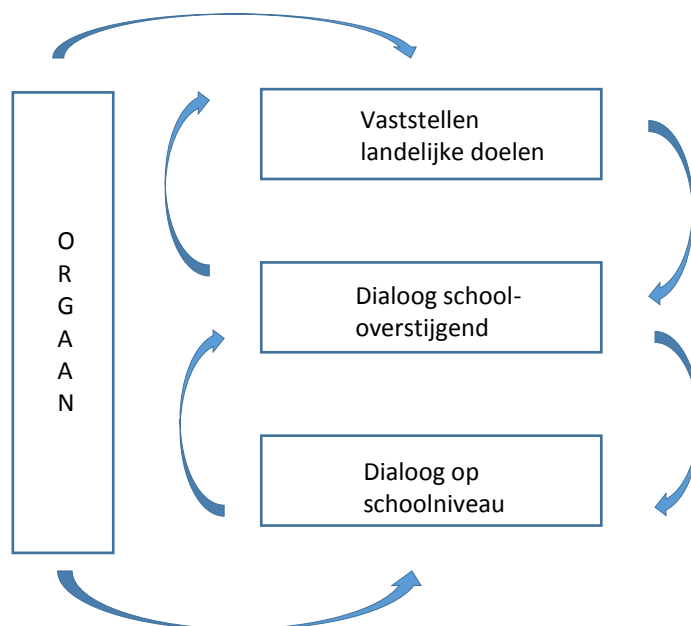 O
R
G
A
A
N
Vaststellen
landelijke doelen
Dialoog school-
overstijgend
Dialoog op
schoolniveau